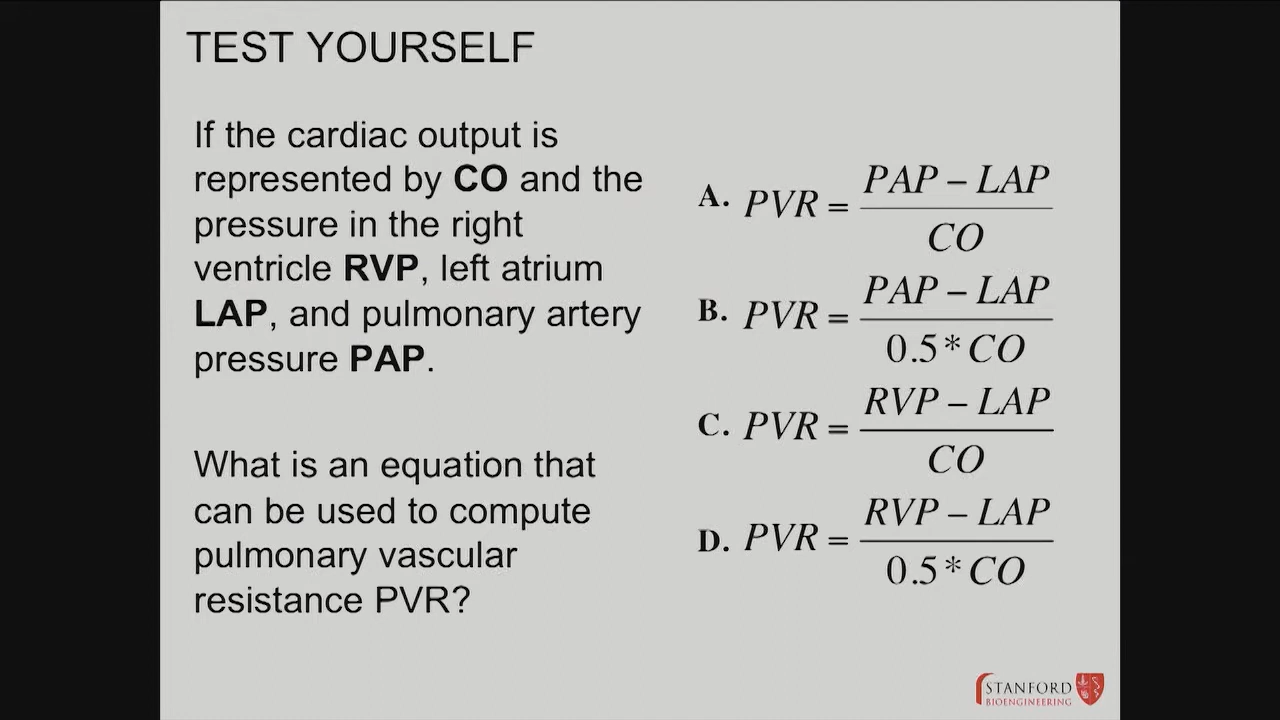 TEST YOURSELF
If the cardiac output is
represented by CO and the
pressure in the right
ventricle RVP, left atrium
LAP, and pulmonary artery
pressure PAP.
What is an equation that
can be used to compute
pulmonary vascular
resistance PVR?
A. PVR = PAP – LAP / CO
B. PVR = PAP – LAP / 0.5 * CO
C. PVR = RVP – LAP / CO
D. PVR = RVP – LAP / 0.5 * CO
STANFORD
BIOENGINEERING